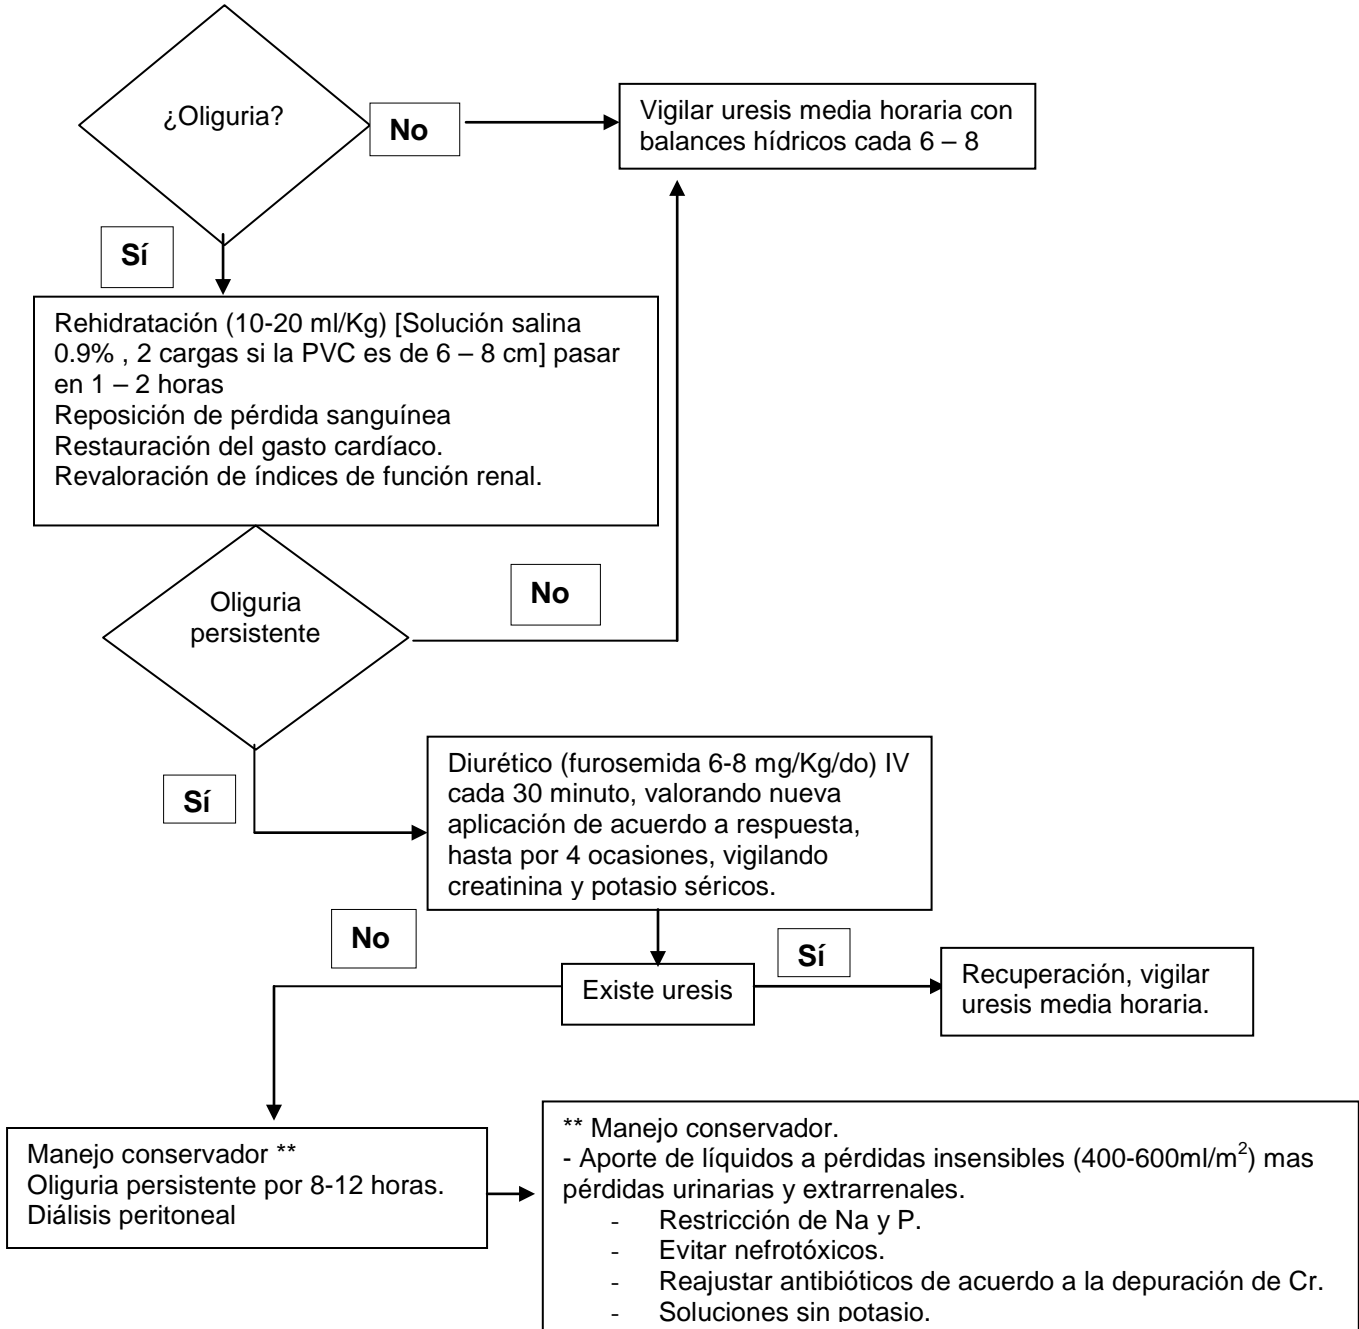 ¿Oliguria?
No
Vigilar uresis media horaria con
balances hídricos cada 6 – 8
Sí
Rehidratación (10-20 ml/Kg) [Solución salina
0.9% , 2 cargas si la PVC es de 6 – 8 cm] pasar
en 1 – 2 horas
Reposición de pérdida sanguínea
Restauración del gasto cardíaco.
Revaloración de índices de función renal.
Oliguria
persistente
No
Sí
Diurético (furosemida 6-8 mg/Kg/do) IV
cada 30 minuto, valorando nueva
aplicación de acuerdo a respuesta,
hasta por 4 ocasiones, vigilando
creatinina y potasio séricos.
No
Sí
Existe uresis
Recuperación, vigilar
uresis media horaria.
Manejo conservador **
Oliguria persistente por 8-12 horas.
Diálisis peritoneal
** Manejo conservador.
- Aporte de líquidos a pérdidas insensibles (400-600ml/m²) mas
pérdidas urinarias y extrarrenales.
- Restricción de Na y P.
- Evitar nefrotóxicos.
- Reajustar antibióticos de acuerdo a la depuración de Cr.
- Soluciones sin potasio.